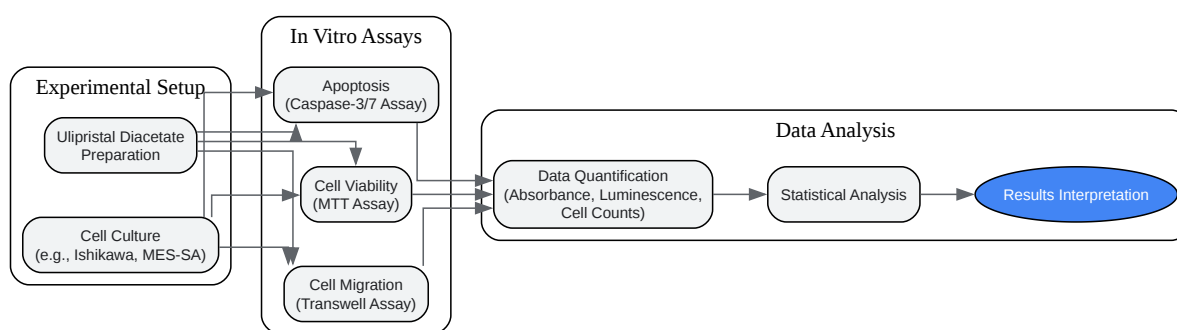 Experimental Setup
Ulipristal Diacetate
Preparation
Cell Culture
(e.g., Ishikawa, MES-SA)
In Vitro Assays
Apoptosis
(Caspase-3/7 Assay)
Cell Viability
(MTT Assay)
Cell Migration
(Transwell Assay)
Data Analysis
Data Quantification
(Absorbance, Luminescence,
Cell Counts)
Statistical Analysis
Results Interpretation